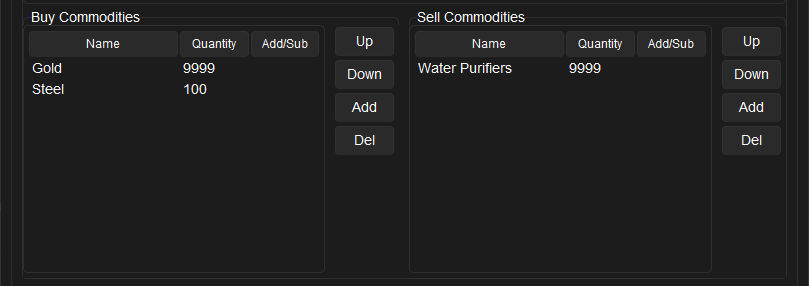 Buy Commodities
Name Quantity Add/Sub
Gold 9999
Steel 100
Up
Down
Add
Del
Sell Commodities
Name Quantity Add/Sub
Water Purifiers 9999
Up
Down
Add
Del